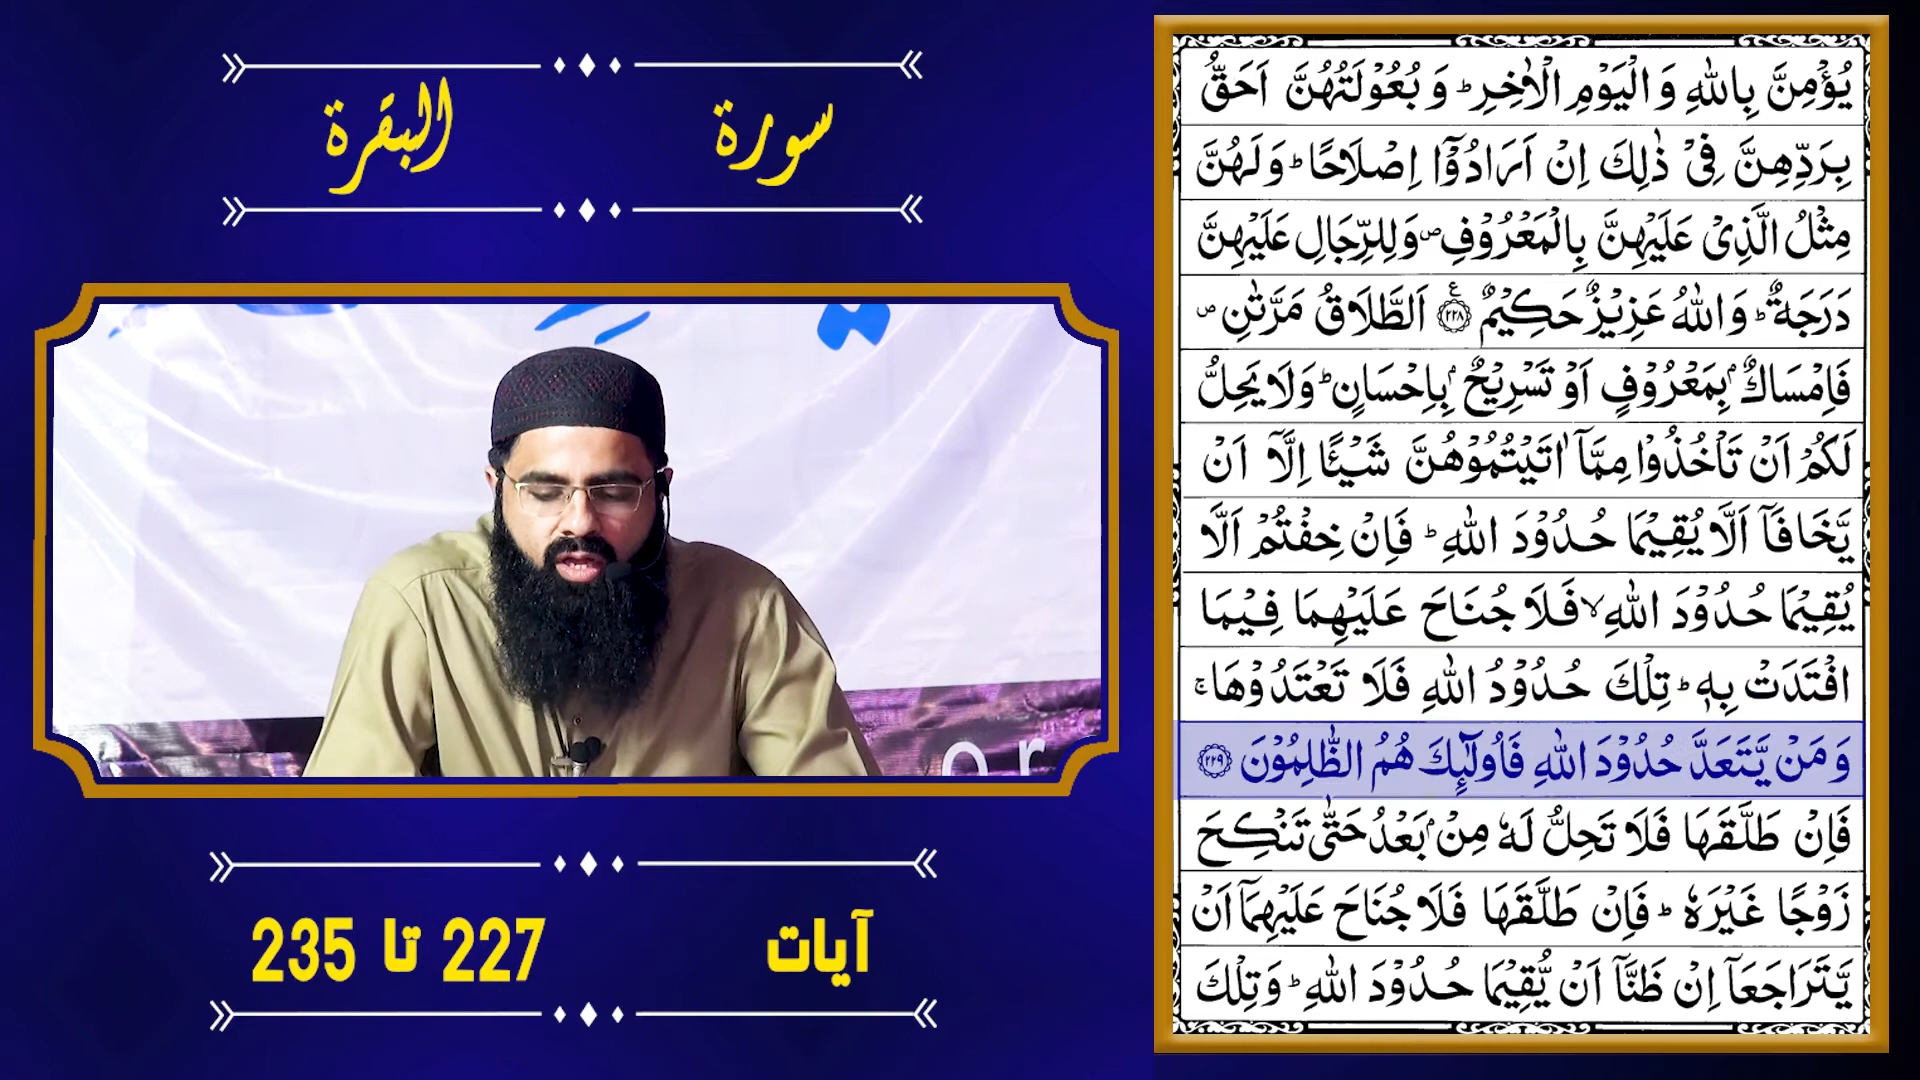 سورة البقرة
آیات 227 تا 235
or
یُؤْمِنَّ بِاللّٰهِ وَ الْیَوْمِ الْاٰخِرِ ؕ وَ بُعُوْلَتُهُنَّ اَحَقُّ
بِرَدِّهِنَّ فِیْ ذٰلِكَ اِنْ اَرَادُوْۤا اِصْلَاحًا ؕ وَ لَهُنَّ
مِثْلُ الَّذِیْ عَلَیْهِنَّ بِالْمَعْرُوْفِ ۪ وَ لِلرِّجَالِ عَلَیْهِنَّ
دَرَجَةٌ ؕ وَ اللّٰهُ عَزِیْزٌ حَكِیْمٌ ۠ ﴿۲۲۸﴾ اَلطَّلَاقُ مَرَّتٰنِ ۪
فَاِمْسَاكٌۢ بِمَعْرُوْفٍ اَوْ تَسْرِیْحٌۢ بِاِحْسَانٍ ؕ وَ لَا یَحِلُّ
لَكُمْ اَنْ تَاْخُذُوْا مِمَّاۤ اٰتَیْتُمُوْهُنَّ شَیْـًٔا اِلَّاۤ اَنْ
یَّخَافَاۤ اَلَّا یُقِیْمَا حُدُوْدَ اللّٰهِ ؕ فَاِنْ خِفْتُمْ اَلَّا
یُقِیْمَا حُدُوْدَ اللّٰهِ ۙ فَلَا جُنَاحَ عَلَیْهِمَا فِیْمَا
افْتَدَتْ بِهٖ ؕ تِلْكَ حُدُوْدُ اللّٰهِ فَلَا تَعْتَدُوْهَا ۚ
وَ مَنْ یَّتَعَدَّ حُدُوْدَ اللّٰهِ فَاُولٰٓىِٕكَ هُمُ الظّٰلِمُوْنَ ﴿۲۲۹﴾
فَاِنْ طَلَّقَهَا فَلَا تَحِلُّ لَهٗ مِنْۢ بَعْدُ حَتّٰی تَنْكِحَ
زَوْجًا غَیْرَهٗ ؕ فَاِنْ طَلَّقَهَا فَلَا جُنَاحَ عَلَیْهِمَاۤ اَنْ
یَّتَرَاجَعَاۤ اِنْ ظَنَّاۤ اَنْ یُّقِیْمَا حُدُوْدَ اللّٰهِ ؕ وَ تِلْكَ